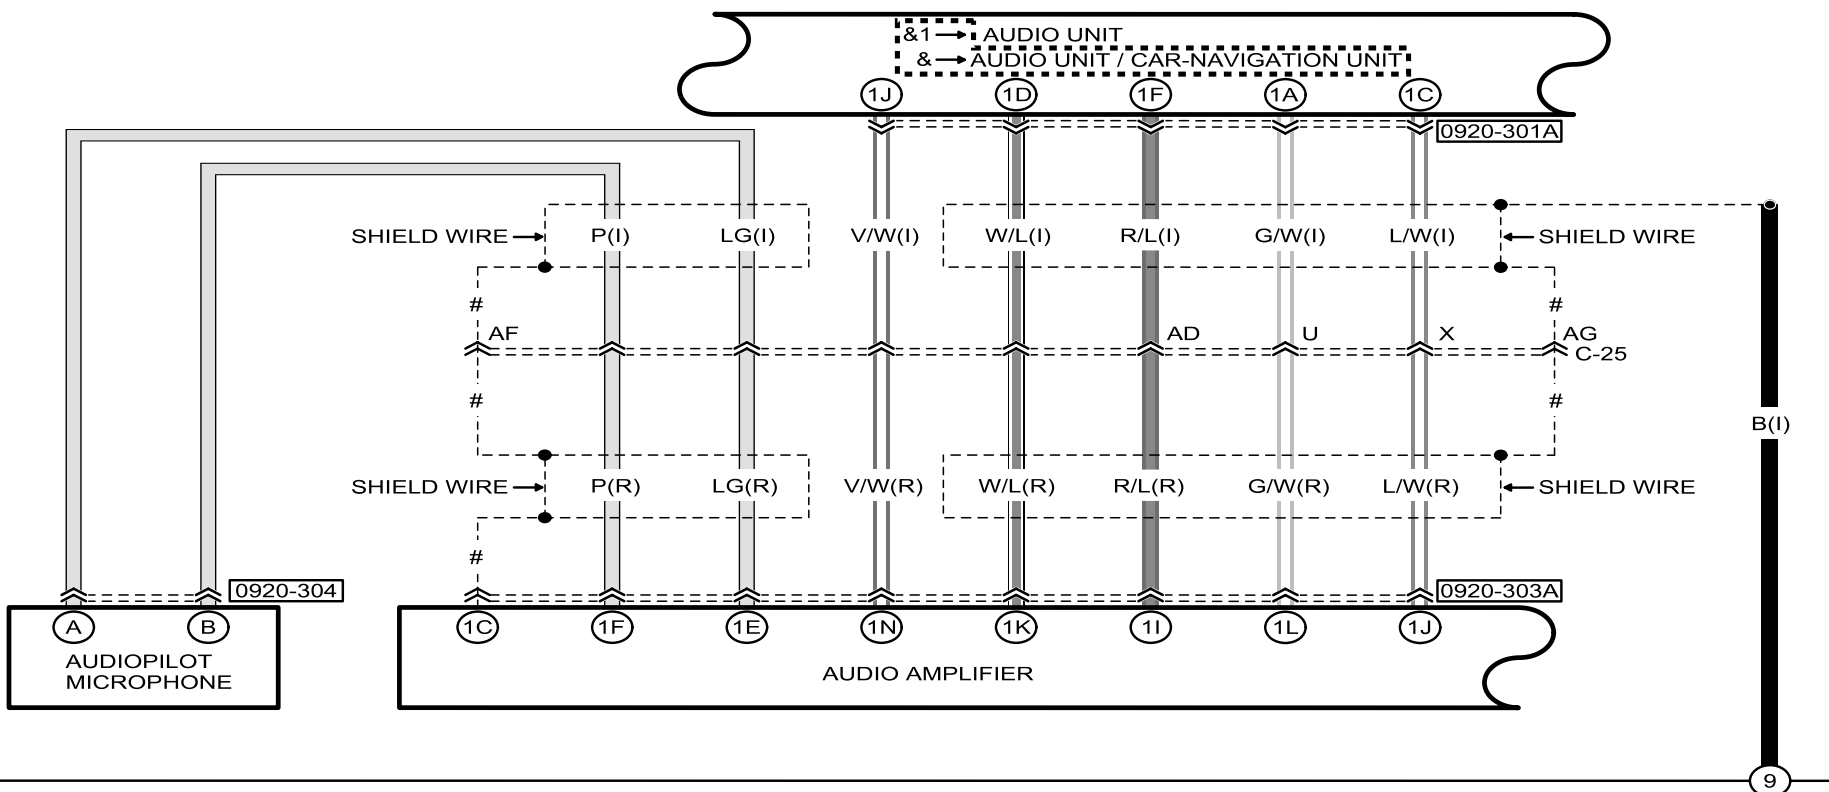 &1 AUDIO UNIT
& AUDIO UNIT / CAR-NAVIGATION UNIT
1J 1D 1F 1A 1C
0920-301A
SHIELD WIRE P(I) LG(I) V/W(I) W/L(I) R/L(I) G/W(I) L/W(I) SHIELD WIRE
# #
AF AD U X AG
C-25
# #
B(I)
SHIELD WIRE P(R) LG(R) V/W(R) W/L(R) R/L(R) G/W(R) L/W(R) SHIELD WIRE
#
0920-304 0920-303A
A B 1C 1F 1E 1N 1K 1I 1L 1J
AUDIOPILOT
MICROPHONE
AUDIO AMPLIFIER
9